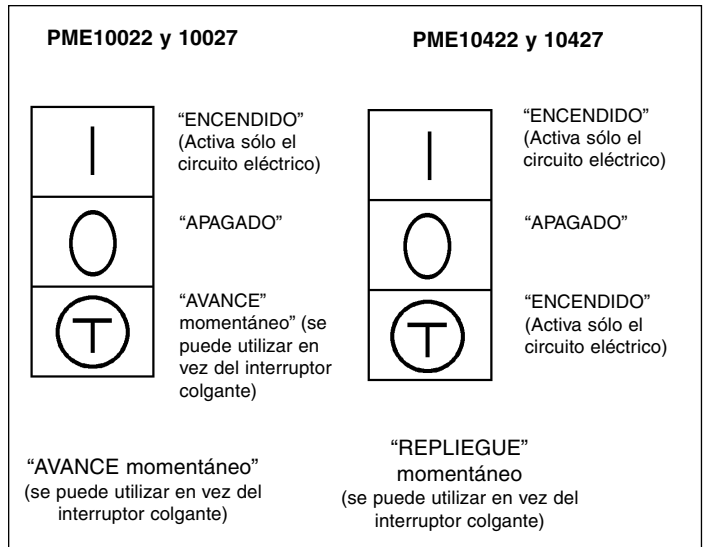 PME10022 y 10027
“ENCENDIDO”
(Activa sólo el
circuito eléctrico)
“APAGADO”
“AVANCE”
momentáneo” (se
puede utilizar en
vez del interruptor
colgante)
“AVANCE momentáneo”
(se puede utilizar en vez del
interruptor colgante)
PME10422 y 10427
“ENCENDIDO”
(Activa sólo el
circuito eléctrico)
“APAGADO”
“ENCENDIDO”
(Activa sólo el
circuito eléctrico)
“REPLIEGUE”
momentáneo
(se puede utilizar en vez del
interruptor colgante)